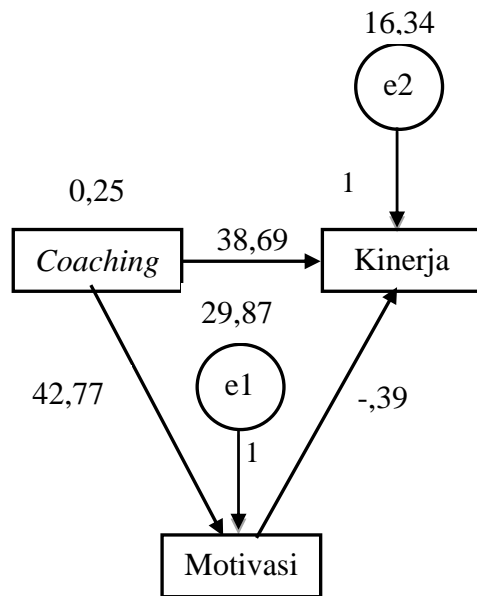 16,34
e2
1
0,25
Coaching
38,69
Kinerja
29,87
e1
42,77
-,39
1
Motivasi